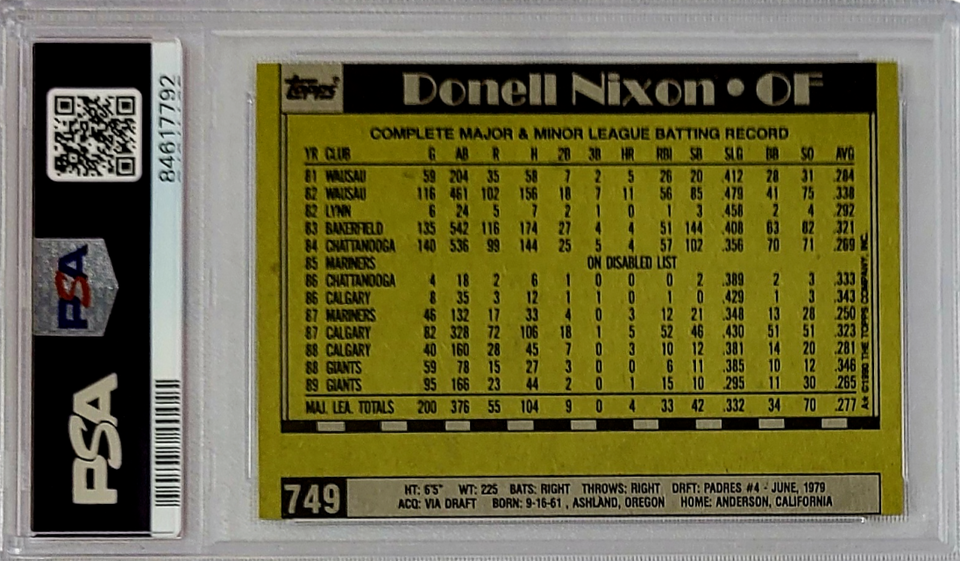 84617792
PSA
PSA
Topps
Donell Nixon • OF
COMPLETE MAJOR & MINOR LEAGUE BATTING RECORD
YR CLUB G AB R H 2B 3B HR RBI SB SLG BB SO AVG
81 WAUSAU 59 204 35 58 7 2 5 26 20 .412 28 31 .284
82 WAUSAU 116 461 102 156 18 7 11 56 85 .479 41 75 .338
82 LYNN 6 24 5 7 2 1 0 1 3 .458 2 4 .292
83 BAKERFIELD 135 542 116 174 27 4 4 51 144 .408 63 82 .321
84 CHATTANOOGA 140 536 99 144 25 5 4 57 102 .356 70 71 .269
85 MARINERS ON DISABLED LIST
86 CHATTANOOGA 4 18 2 6 1 0 0 0 2 .389 2 3 .333
86 CALGARY 8 35 3 12 1 1 0 1 0 .429 1 3 .343
87 MARINERS 46 132 17 33 4 0 3 12 21 .348 13 28 .250
87 CALGARY 82 328 72 106 18 1 5 52 46 .430 51 51 .323
88 CALGARY 40 160 28 45 7 0 3 10 12 .381 14 20 .281
88 GIANTS 59 78 15 27 3 0 0 6 11 .385 10 12 .346
89 GIANTS 95 166 23 44 2 0 1 15 10 .295 11 30 .265
MAJ. LEA. TOTALS 200 376 55 104 9 0 4 33 42 .332 34 70 .277
©1990 THE TOPPS COMPANY, INC.
749
HT: 6'5" WT: 225 BATS: RIGHT THROWS: RIGHT DRFT: PADRES #4 - JUNE, 1979
ACQ: VIA DRAFT BORN: 9-16-61 , ASHLAND, OREGON HOME: ANDERSON, CALIFORNIA